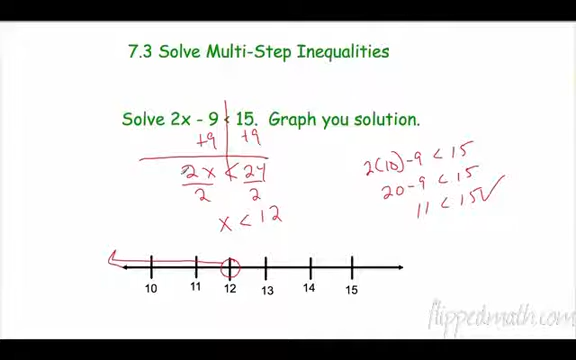 7.3 Solve Multi-Step Inequalities
Solve 2x - 9 < 15. Graph you solution.
+9 +9
2x < 24
2 2
x < 12
2(10)-9 < 15
20-9 < 15
11 < 15✓
10 11 12 13 14 15
flippedmath.com